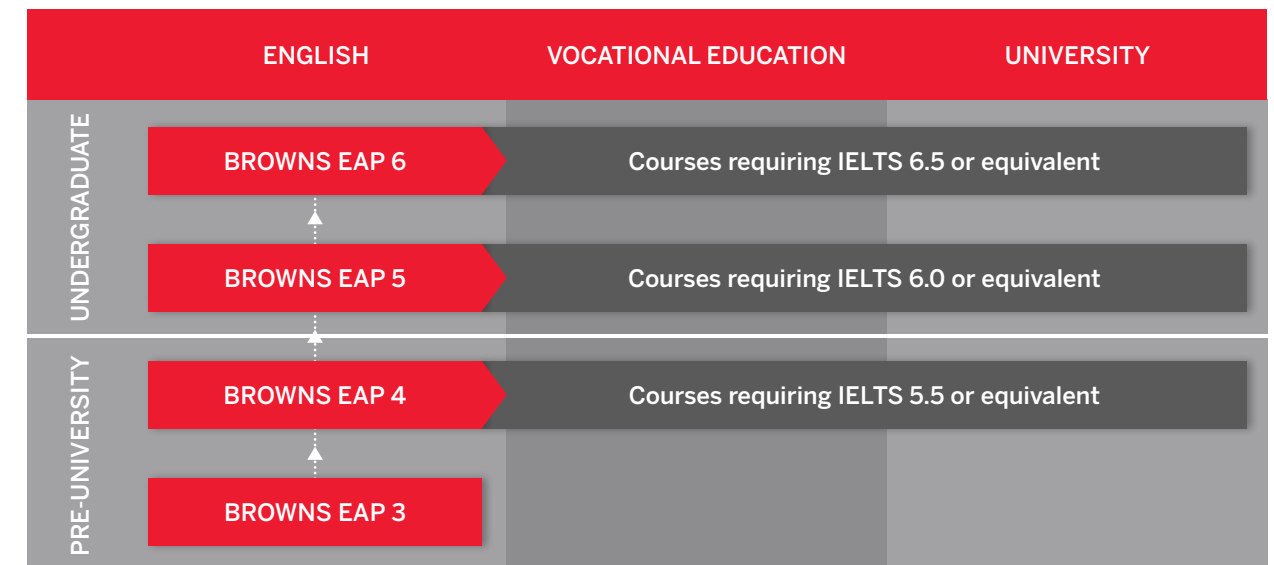 ENGLISH
VOCATIONAL EDUCATION
UNIVERSITY
UNDERGRADUATE
BROWNS EAP 6
Courses requiring IELTS 6.5 or equivalent
BROWNS EAP 5
Courses requiring IELTS 6.0 or equivalent
PRE-UNIVERSITY
BROWNS EAP 4
Courses requiring IELTS 5.5 or equivalent
BROWNS EAP 3